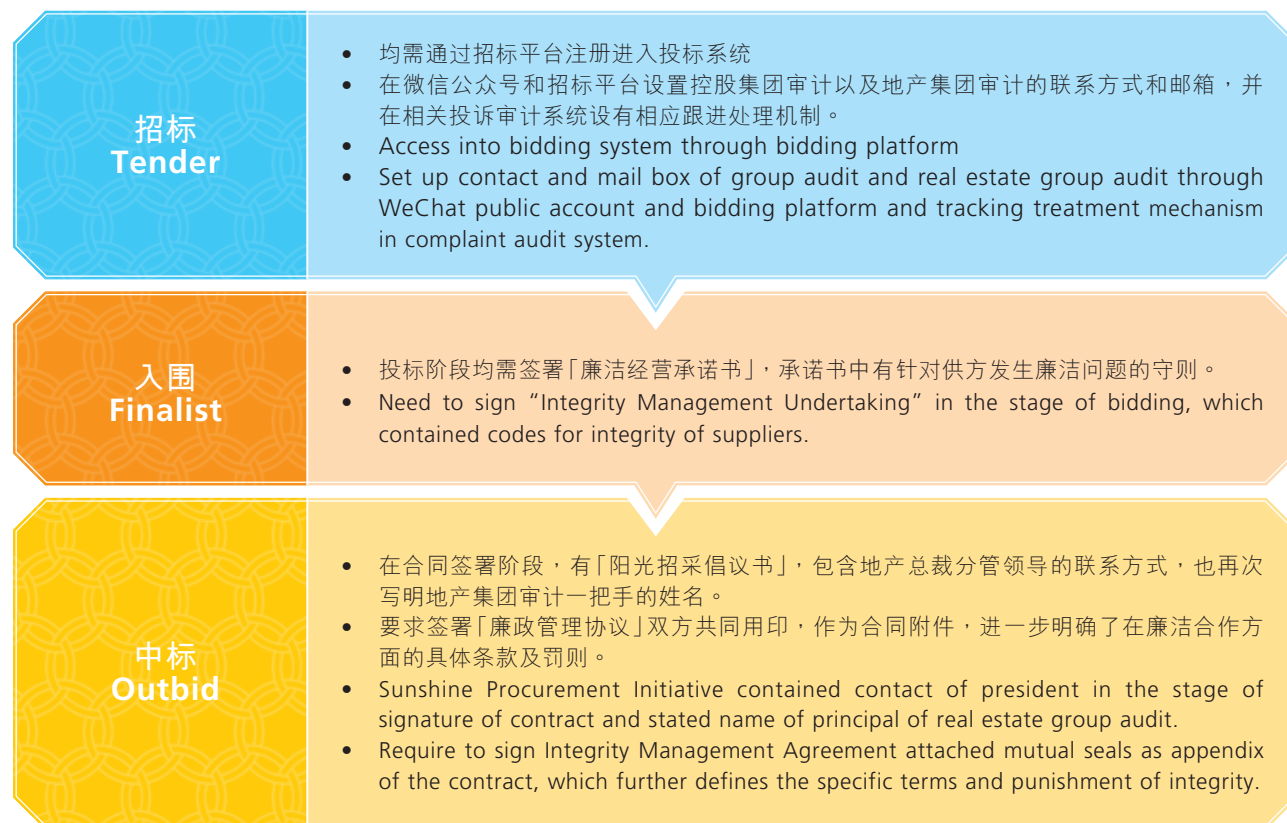 招标
Tender
• 均需通过招标平台注册进入投标系统
• 在微信公众号和招标平台设置控股集团审计以及地产集团审计的联系方式和邮箱，并
在相关投诉审计系统设有相应跟进处理机制。
• Access into bidding system through bidding platform
• Set up contact and mail box of group audit and real estate group audit through
WeChat public account and bidding platform and tracking treatment mechanism
in complaint audit system.
入围
Finalist
• 投标阶段均需签署「廉洁经营承诺书」，承诺书中有针对供方发生廉洁问题的守则。
• Need to sign “Integrity Management Undertaking” in the stage of bidding, which
contained codes for integrity of suppliers.
中标
Outbid
• 在合同签署阶段，有「阳光招采倡议书」，包含地产总裁分管领导的联系方式，也再次
写明地产集团审计一把手的姓名。
• 要求签署「廉政管理协议」双方共同用印，作为合同附件，进一步明确了在廉洁合作方
面的具体条款及罚则。
• Sunshine Procurement Initiative contained contact of president in the stage of
signature of contract and stated name of principal of real estate group audit.
• Require to sign Integrity Management Agreement attached mutual seals as appendix
of the contract, which further defines the specific terms and punishment of integrity.